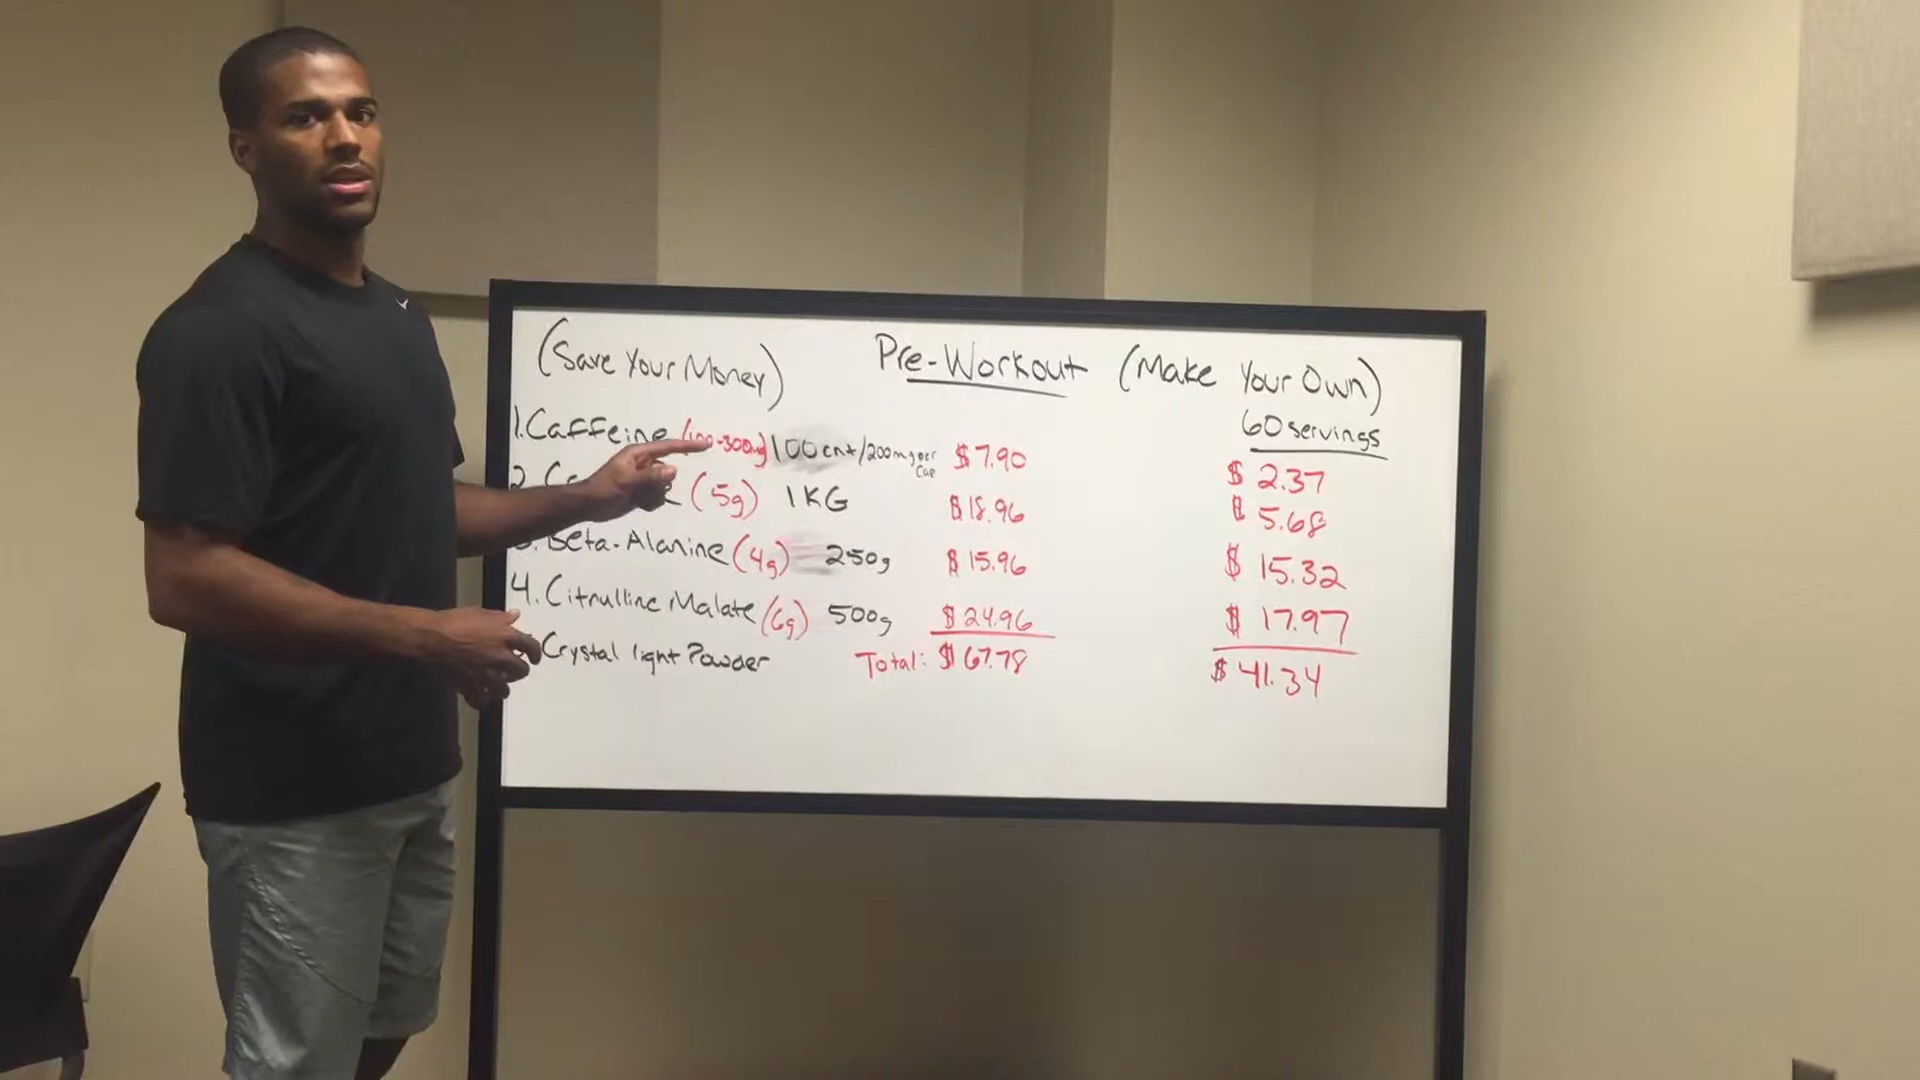 (Save Your Money) Pre-Workout (Make Your Own)
60 servings
1. Caffeine (100-300mg) 100cnt/200mg per Cap $7.90 $2.37
2. (5g) 1KG $18.96 $5.68
Beta-Alanine (4g) 250g $15.96 $15.32
4. Citrulline Malate (6g) 500g $24.96 $17.97
Crystal light Powder Total: $67.78 $41.34